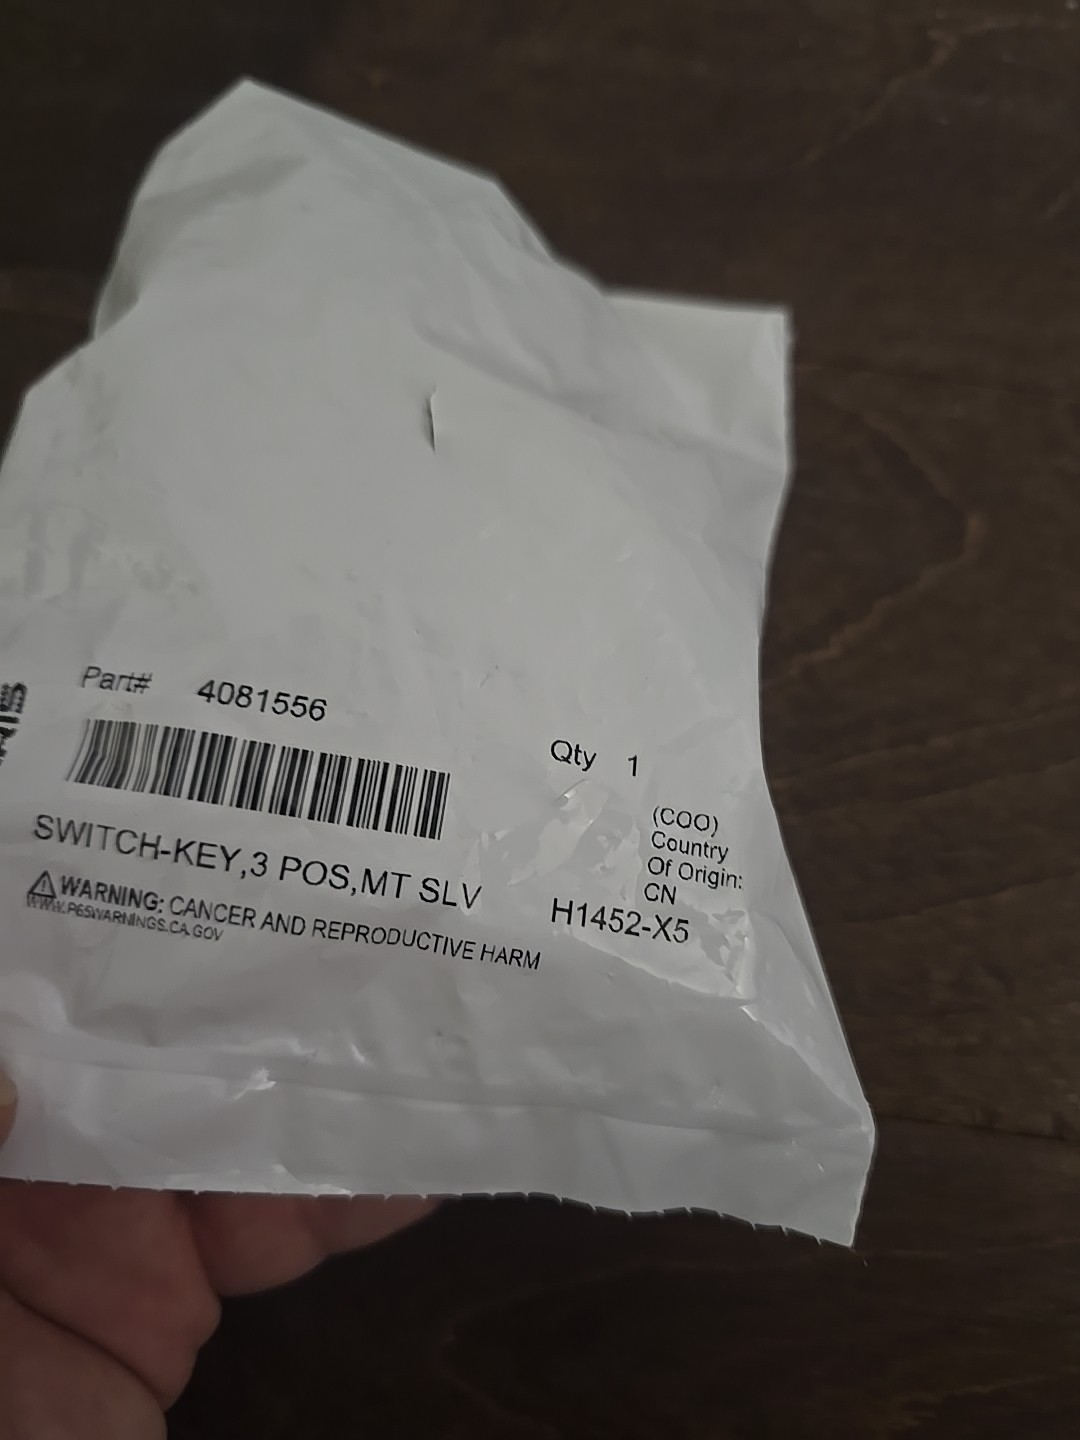 Part# 4081556
Qty 1
(COO)
Country
Of Origin:
CN
SWITCH-KEY,3 POS,MT SLV
H1452-X5
WARNING: CANCER AND REPRODUCTIVE HARM
WWW.P65WARNINGS.CA.GOV